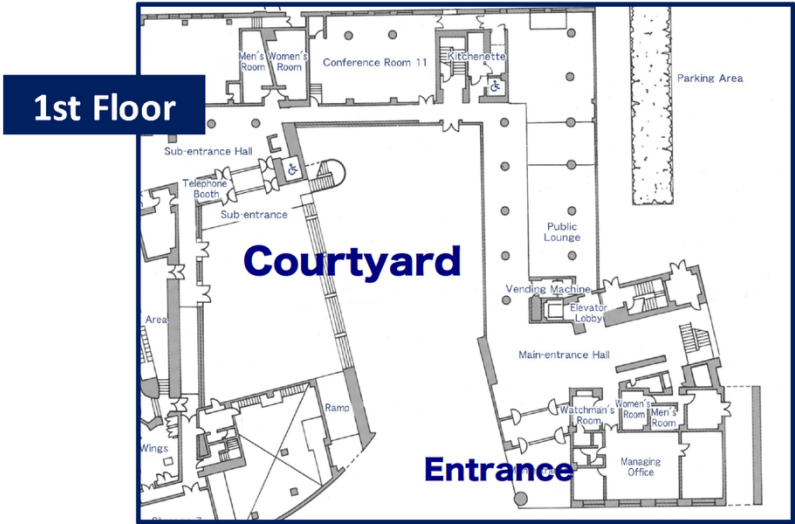 1st Floor
Men's
Room
Women's
Room
Conference Room 11
Kitchenette
Parking Area
Sub-entrance Hall
Telephone
Booth
Sub-entrance
Public
Lounge
Courtyard
Vending Machine
Elevator
Lobby
Area
Main-entrance Hall
Ramp
Watchman's
Room
Women's
Room
Men's
Room
Wings
Entrance
Managing
Office